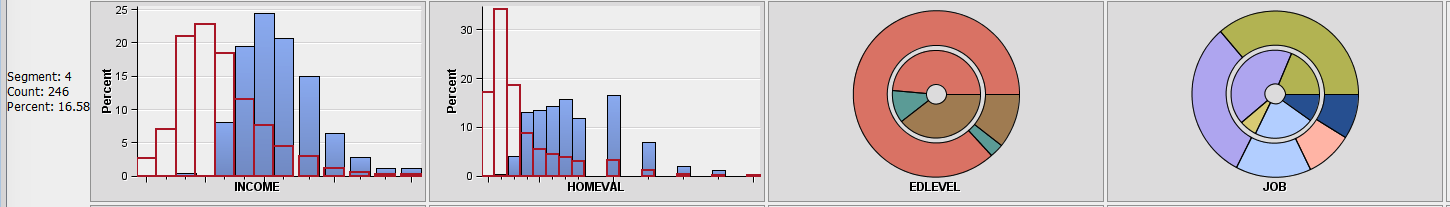 Segment: 4
Count: 246
Percent: 16.58
Percent
25
20
15
10
5
0
INCOME
Percent
30
20
10
0
HOMEVAL
EDLEVEL
JOB